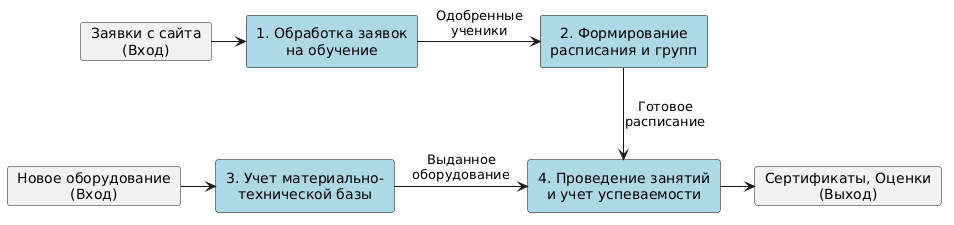 Заявки с сайта
(Вход)
1. Обработка заявок
на обучение
Одобренные
ученики
2. Формирование
расписания и групп
Готовое
расписание
Новое оборудование
(Вход)
3. Учет материально-
технической базы
Выданное
оборудование
4. Проведение занятий
и учет успеваемости
Сертификаты, Оценки
(Выход)